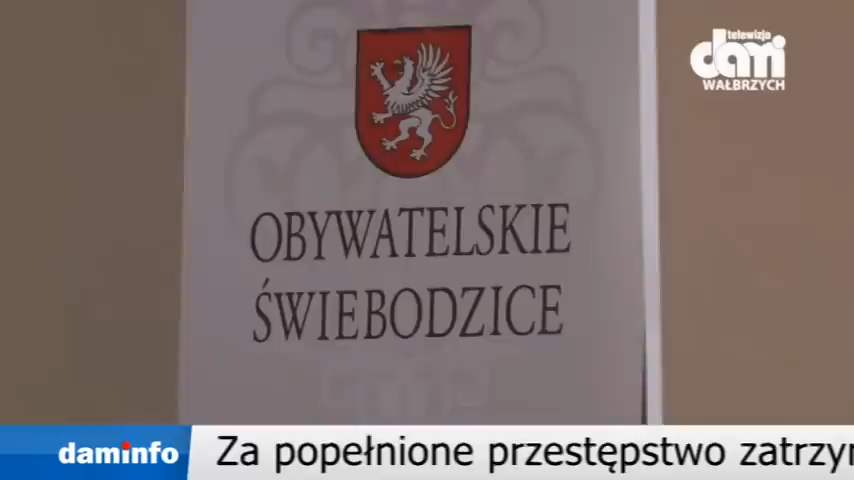 telewizja
dami
WAŁBRZYCH
OBYWATELSKIE
ŚWIEBODZICE
daminfo
Za popełnione przestępstwo